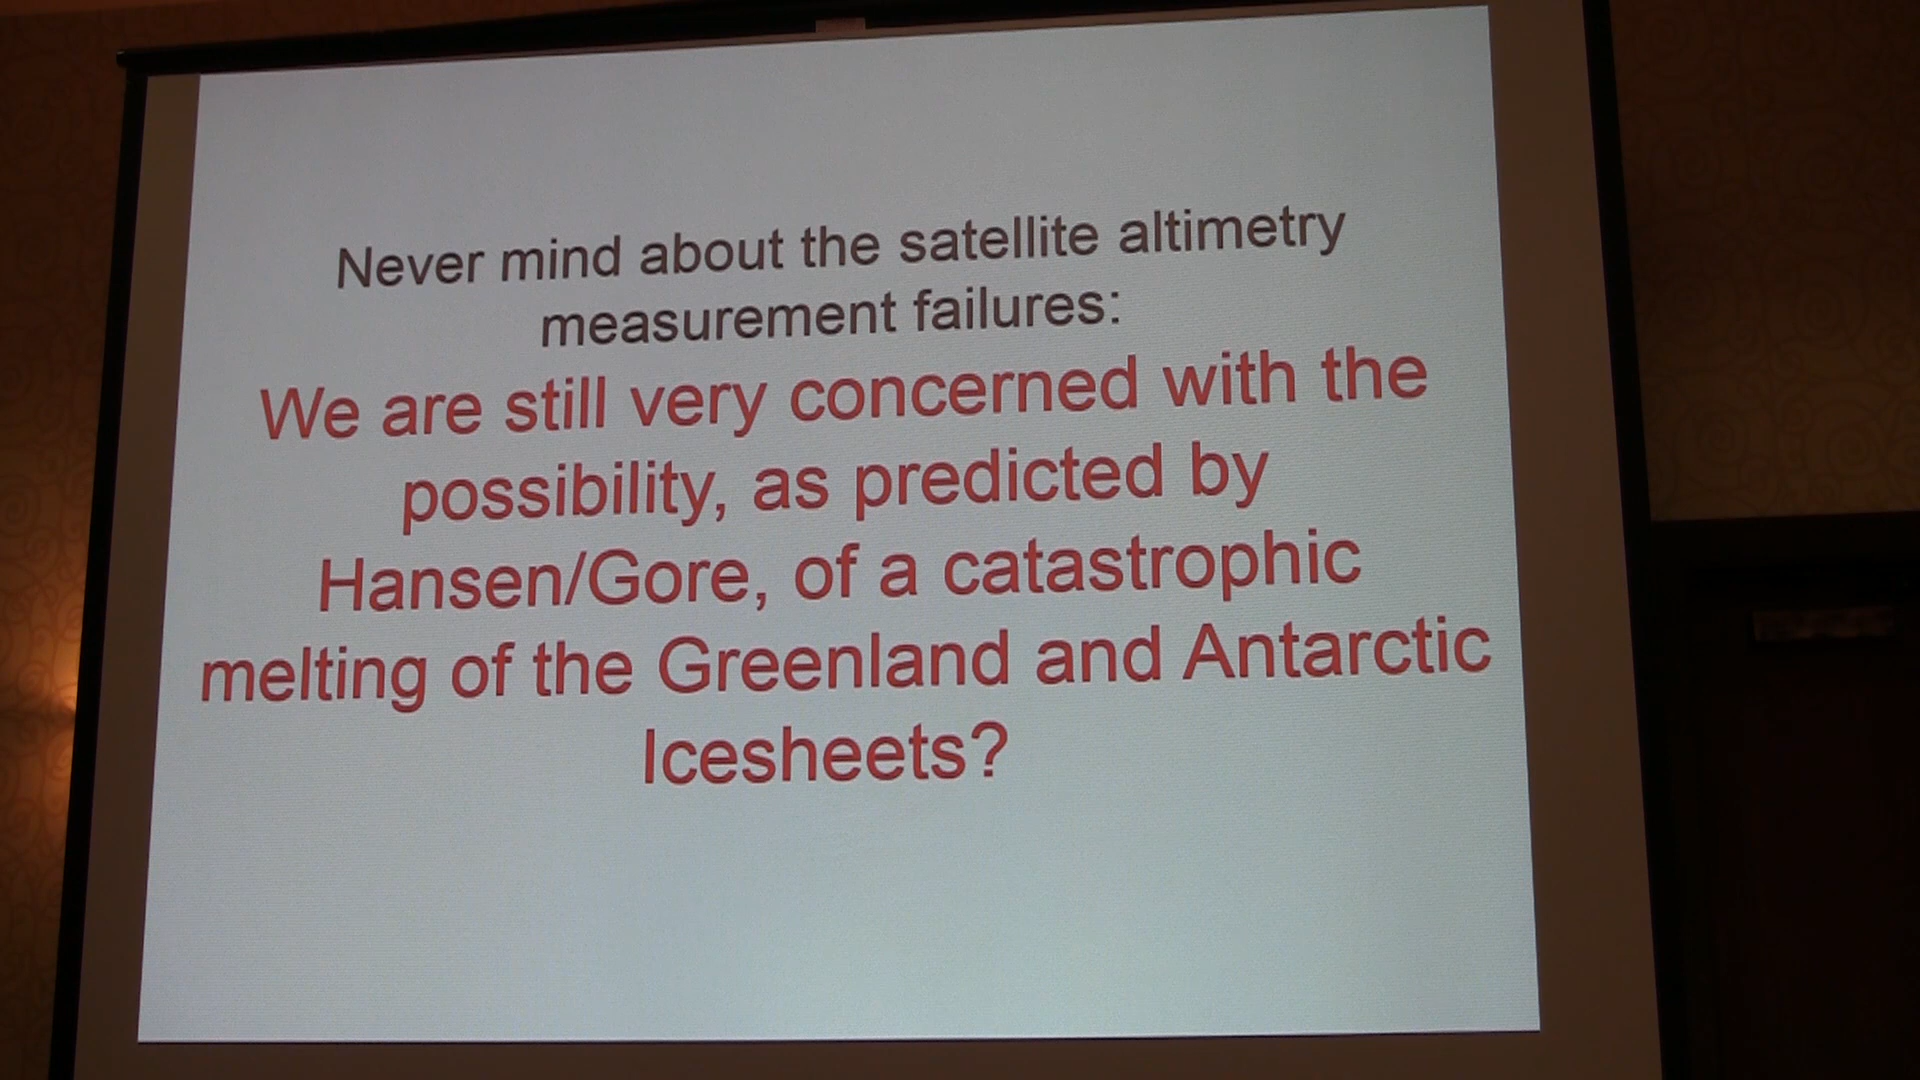 Never mind about the satellite altimetry
measurement failures:
We are still very concerned with the
possibility, as predicted by
Hansen/Gore, of a catastrophic
melting of the Greenland and Antarctic
Icesheets?